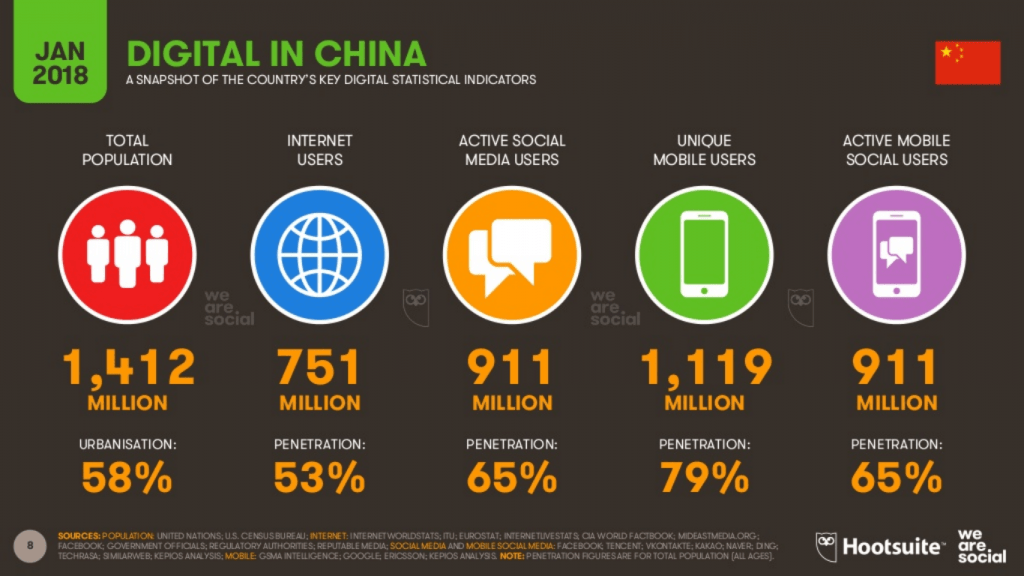 JAN
2018
DIGITAL IN CHINA
A SNAPSHOT OF THE COUNTRY'S KEY DIGITAL STATISTICAL INDICATORS
TOTAL
POPULATION
INTERNET
USERS
ACTIVE SOCIAL
MEDIA USERS
UNIQUE
MOBILE USERS
ACTIVE MOBILE
SOCIAL USERS
we
are
social
we
are
social
1,412
MILLION
751
MILLION
911
MILLION
1,119
MILLION
911
MILLION
URBANISATION:
58%
PENETRATION:
53%
PENETRATION:
65%
PENETRATION:
79%
PENETRATION:
65%
8
SOURCES: POPULATION: UNITED NATIONS; U.S. CENSUS BUREAU; INTERNET: INTERNETWORLDSTATS; ITU; EUROSTAT; INTERNETLIVESTATS; CIA WORLD FACTBOOK; MIDEASTMEDIA.ORG;
FACEBOOK; GOVERNMENT OFFICIALS; REGULATORY AUTHORITIES; REPUTABLE MEDIA; SOCIAL MEDIA AND MOBILE SOCIAL MEDIA: FACEBOOK; TENCENT; VKONTAKTE; KAKAO; NAVER; DING;
TECHRASA; SIMILARWEB; KEPIOS ANALYSIS; MOBILE: GSMA INTELLIGENCE; GOOGLE; ERICSSON; KEPIOS ANALYSIS. NOTE: PENETRATION FIGURES ARE FOR TOTAL POPULATION (ALL AGES).
Hootsuite™
we
are
social